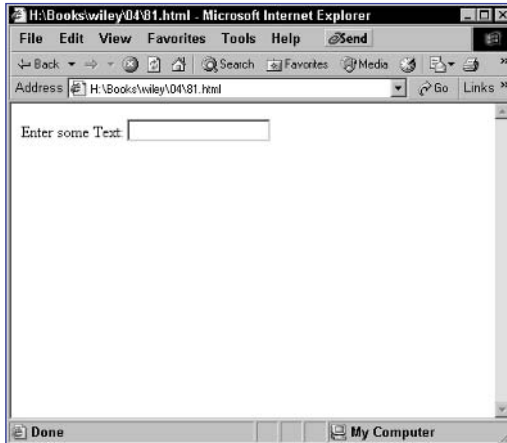 H:\Books\wiley\04\81.html - Microsoft Internet Explorer
File Edit View Favorites Tools Help Send
Back Search Favorites Media »
Address H:\Books\wiley\04\81.html Go Links »
Enter some Text:
Done My Computer